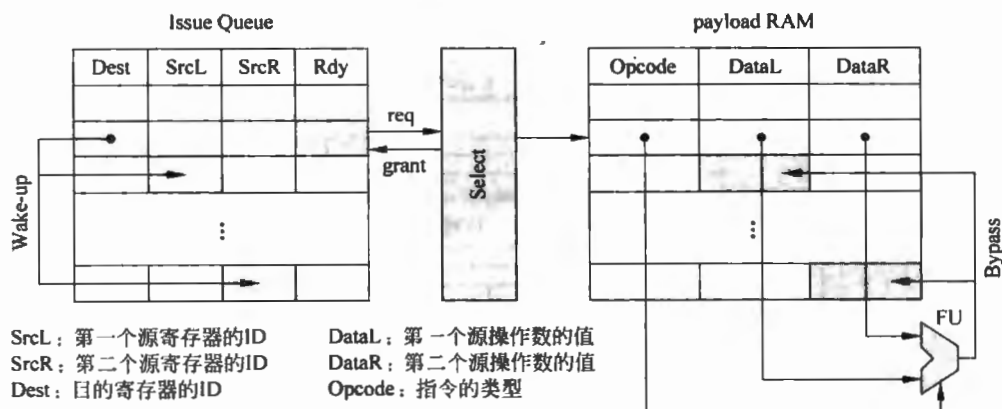 Issue Queue
payload RAM
Dest SrcL SrcR Rdy
Opcode DataL DataR
req
grant
Select
Wake-up
Bypass
FU
SrcL：第一个源寄存器的ID
DataL：第一个源操作数的值
SrcR：第二个源寄存器的ID
DataR：第二个源操作数的值
Dest：目的寄存器的ID
Opcode：指令的类型